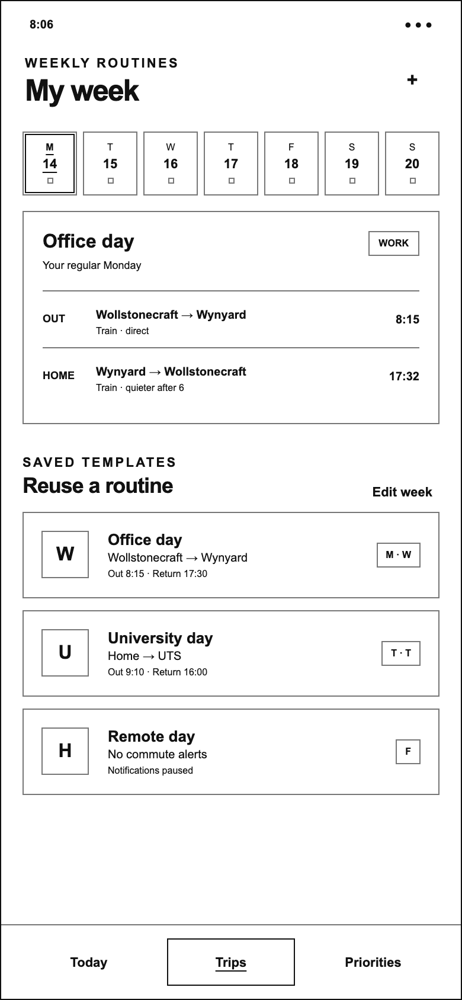 8:06
WEEKLY ROUTINES
My week
+
M T W T F S S
14 15 16 17 18 19 20
Office day
WORK
Your regular Monday
OUT
Wollstonecraft → Wynyard
8:15
Train · direct
HOME
Wynyard → Wollstonecraft
17:32
Train · quieter after 6
SAVED TEMPLATES
Reuse a routine
Edit week
W
Office day
Wollstonecraft → Wynyard
Out 8:15 · Return 17:30
M · W
U
University day
Home → UTS
Out 9:10 · Return 16:00
T · T
H
Remote day
No commute alerts
Notifications paused
F
Today
Trips
Priorities